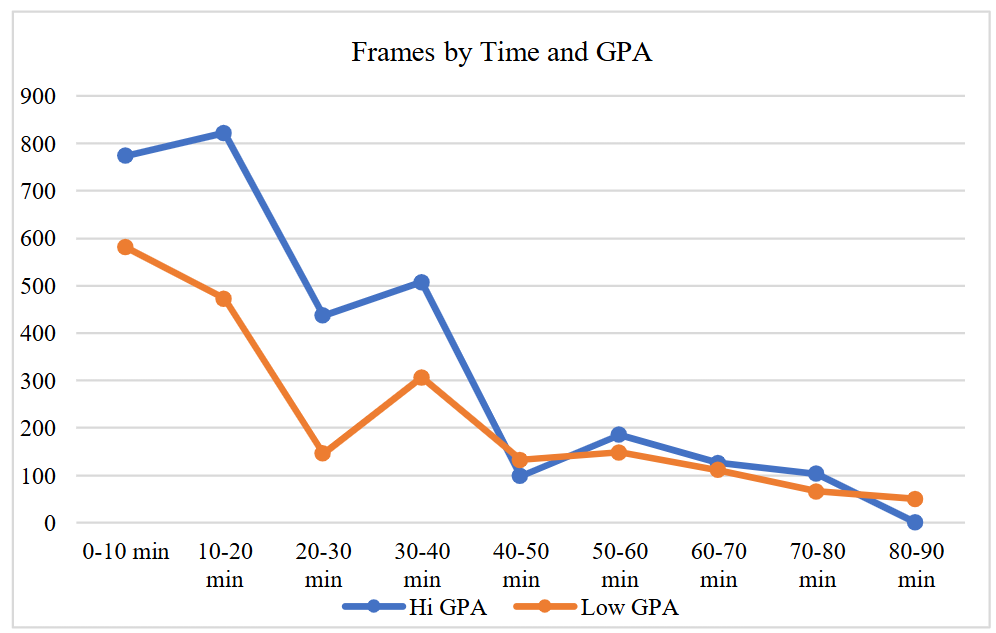 Frames by Time and GPA
900
800
700
600
500
400
300
200
100
0
0-10 min
10-20
min
20-30
min
30-40
min
40-50
min
50-60
min
60-70
min
70-80
min
80-90
min
Hi GPA
Low GPA